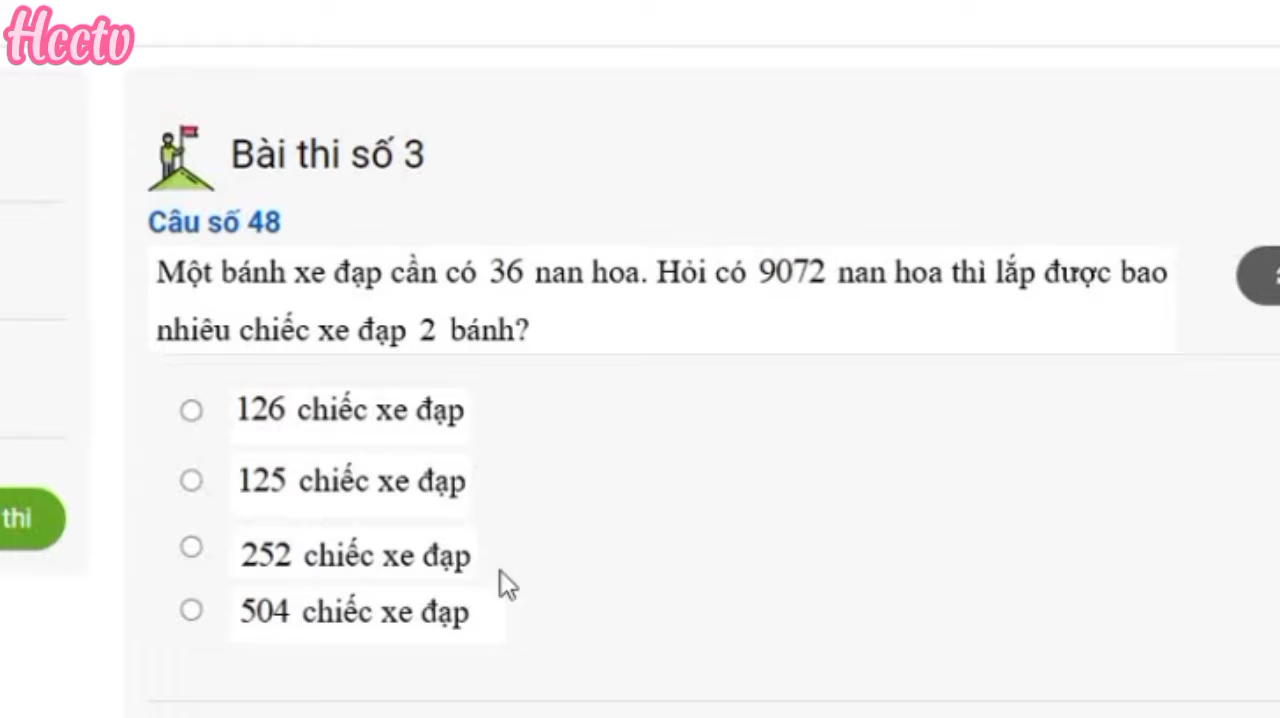 Hcctv
Bài thi số 3
Câu số 48
Một bánh xe đạp cần có 36 nan hoa. Hỏi có 9072 nan hoa thì lắp được bao
nhiêu chiếc xe đạp 2 bánh?
126 chiếc xe đạp
125 chiếc xe đạp
252 chiếc xe đạp
thi
504 chiếc xe đạp